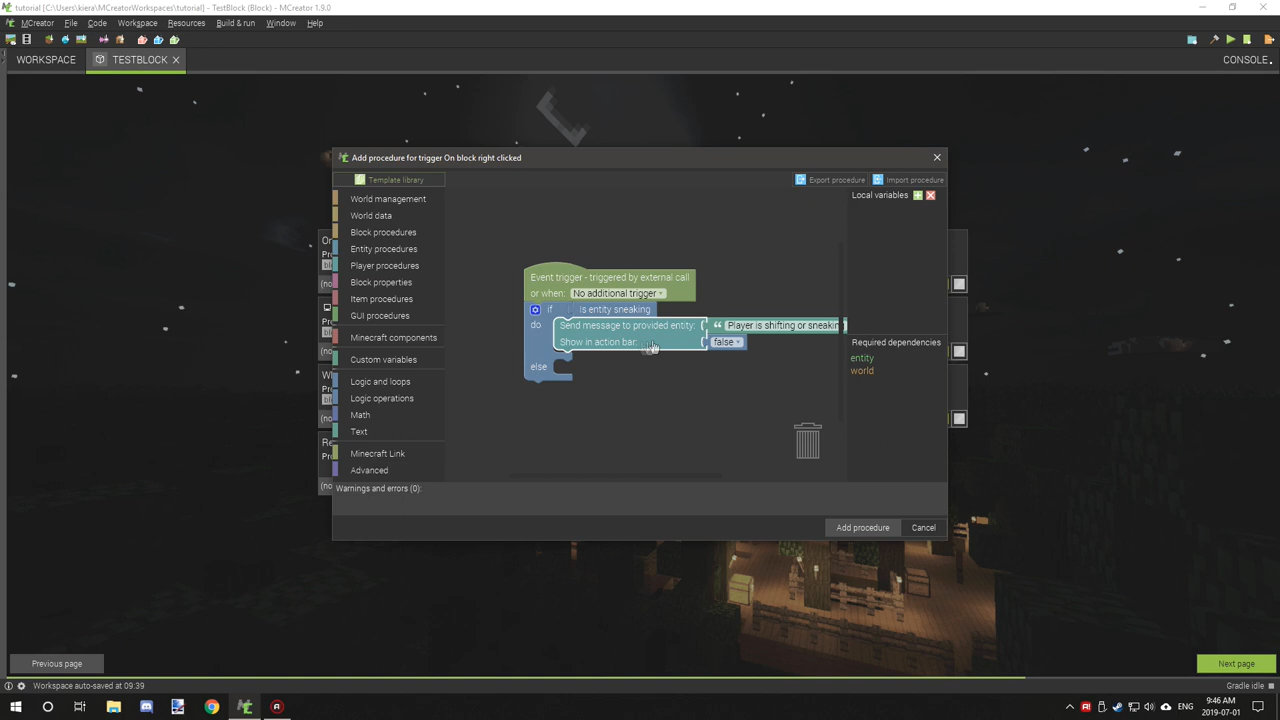 tutorial [C:\Users\kiera\MCreatorWorkspaces\tutorial] - TestBlock (Block) - MCreator 1.9.0
MCreator File Code Workspace Resources Build & run Window Help
WORKSPACE TESTBLOCK CONSOLE
Add procedure for trigger On block right clicked
Template library
Export procedure Import procedure
World management
World data
Block procedures
Entity procedures
Player procedures
Block properties
Item procedures
GUI procedures
Minecraft components
Custom variables
Logic and loops
Logic operations
Math
Text
Minecraft Link
Advanced
Event trigger - triggered by external call
or when: No additional trigger
if Is entity sneaking
do Send message to provided entity: “ Player is shifting or sneakin
Show in action bar: false
else
Local variables
Required dependencies
entity
world
Warnings and errors (0):
Add procedure Cancel
Previous page Next page
Workspace auto-saved at 09:39 Gradle idle
ENG 9:46 AM
2019-07-01